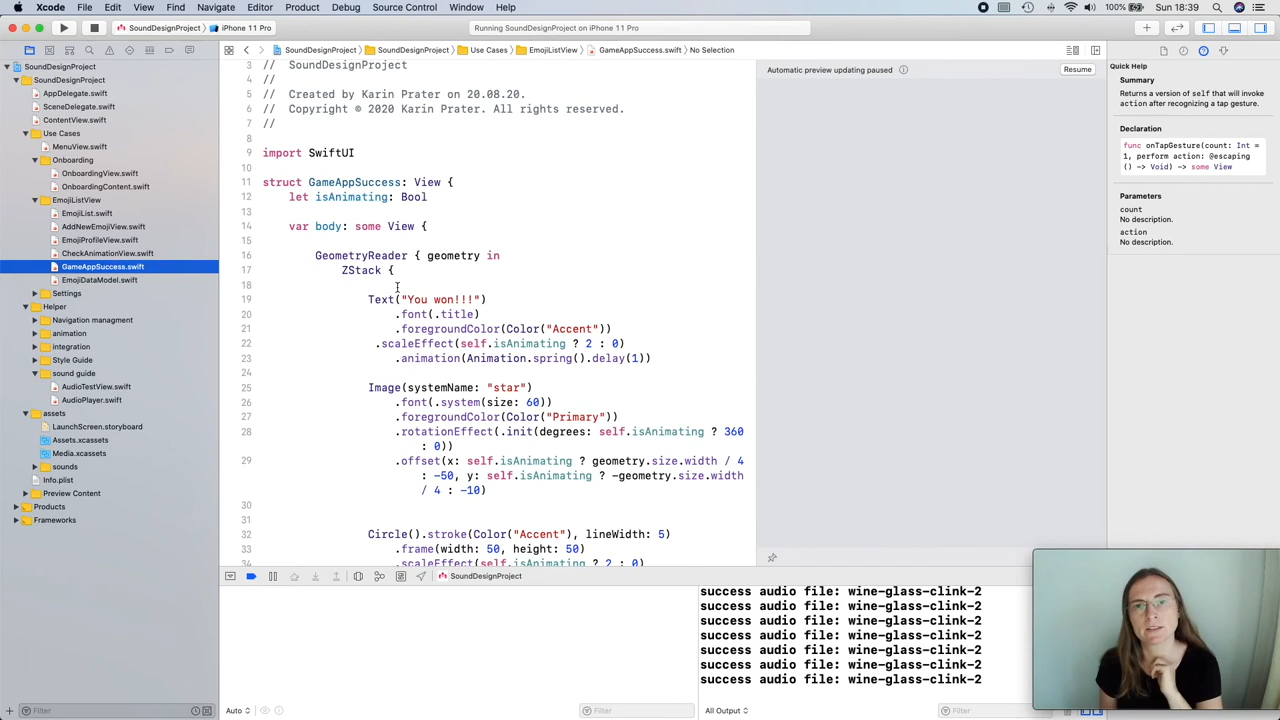 Xcode File Edit View Find Navigate Editor Product Debug Source Control Window Help 100% Sun 18:39
SoundDesignProject iPhone 11 Pro Running SoundDesignProject on iPhone 11 Pro
SoundDesignProject SoundDesignProject Use Cases EmojiListView GameAppSuccess.swift No Selection
SoundDesignProject
SoundDesignProject
AppDelegate.swift
SceneDelegate.swift
ContentView.swift
Use Cases
MenuView.swift
Onboarding
OnboardingView.swift
OnboardingContent.swift
EmojiListView
EmojiList.swift
AddNewEmojiView.swift
EmojiProfileView.swift
CheckAnimationView.swift
GameAppSuccess.swift
EmojiDataModel.swift
Settings
Helper
Navigation managment
animation
integration
Style Guide
sound guide
AudioTestView.swift
AudioPlayer.swift
assets
LaunchScreen.storyboard
Assets.xcassets
Media.xcassets
sounds
Info.plist
Preview Content
Products
Frameworks
Filter
3 // SoundDesignProject
4 //
5 // Created by Karin Prater on 20.08.20.
6 // Copyright © 2020 Karin Prater. All rights reserved.
7 //
8
9 import SwiftUI
10
11 struct GameAppSuccess: View {
12 let isAnimating: Bool
13
14 var body: some View {
15
16 GeometryReader { geometry in
17 ZStack {
18
19 Text("You won!!!")
20 .font(.title)
21 .foregroundColor(Color("Accent"))
22 .scaleEffect(self.isAnimating ? 2 : 0)
23 .animation(Animation.spring().delay(1))
24
25 Image(systemName: "star")
26 .font(.system(size: 60))
27 .foregroundColor(Color("Primary"))
28 .rotationEffect(.init(degrees: self.isAnimating ? 360
: 0))
29 .offset(x: self.isAnimating ? geometry.size.width / 4
: -50, y: self.isAnimating ? -geometry.size.width
/ 4 : -10)
30
31
32 Circle().stroke(Color("Accent"), lineWidth: 5)
33 .frame(width: 50, height: 50)
34 .scaleEffect(self.isAnimating ? 2 : 0)
Automatic preview updating paused Resume
Quick Help
Summary
Returns a version of self that will invoke
action after recognizing a tap gesture.
Declaration
func onTapGesture(count: Int =
1, perform action: @escaping
() -> Void) -> some View
Parameters
count
No description.
action
No description.
SoundDesignProject
success audio file: wine-glass-clink-2
success audio file: wine-glass-clink-2
success audio file: wine-glass-clink-2
success audio file: wine-glass-clink-2
success audio file: wine-glass-clink-2
success audio file: wine-glass-clink-2
success audio file: wine-glass-clink-2
Auto Filter All Output Filter